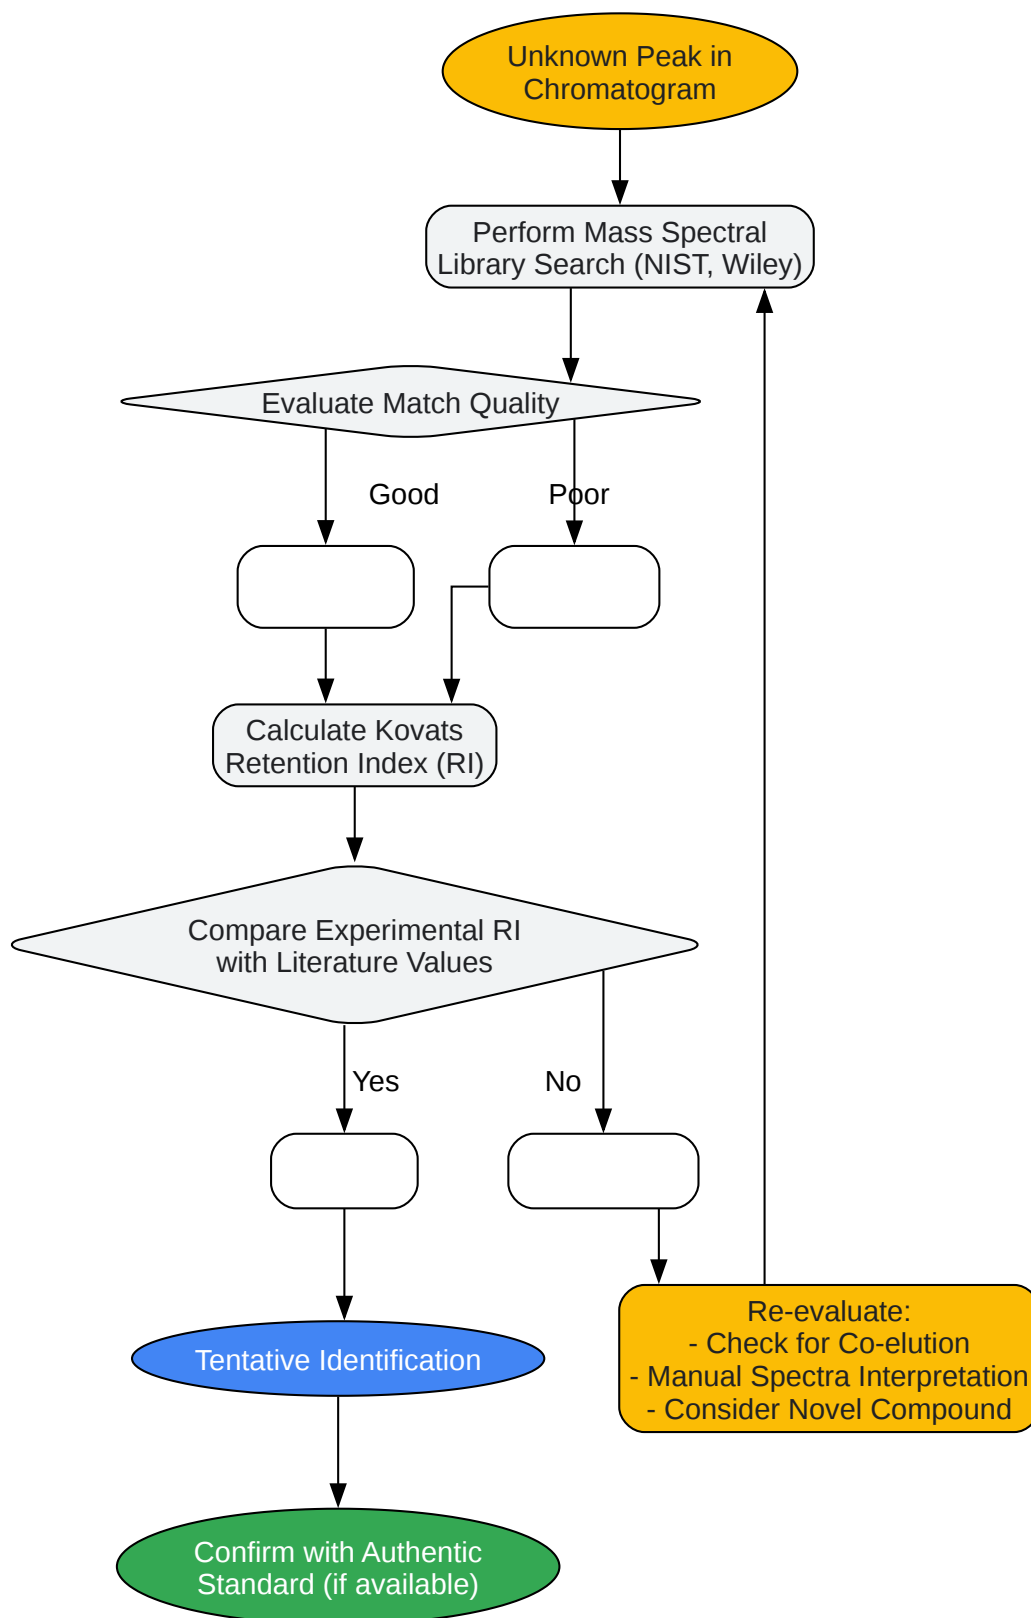 Unknown Peak in
Chromatogram
Perform Mass Spectral
Library Search (NIST, Wiley)
Evaluate Match Quality
Good
Poor
Calculate Kovats
Retention Index (RI)
Compare Experimental RI
with Literature Values
Yes
No
Re-evaluate:
- Check for Co-elution
- Manual Spectra Interpretation
- Consider Novel Compound
Tentative Identification
Confirm with Authentic
Standard (if available)